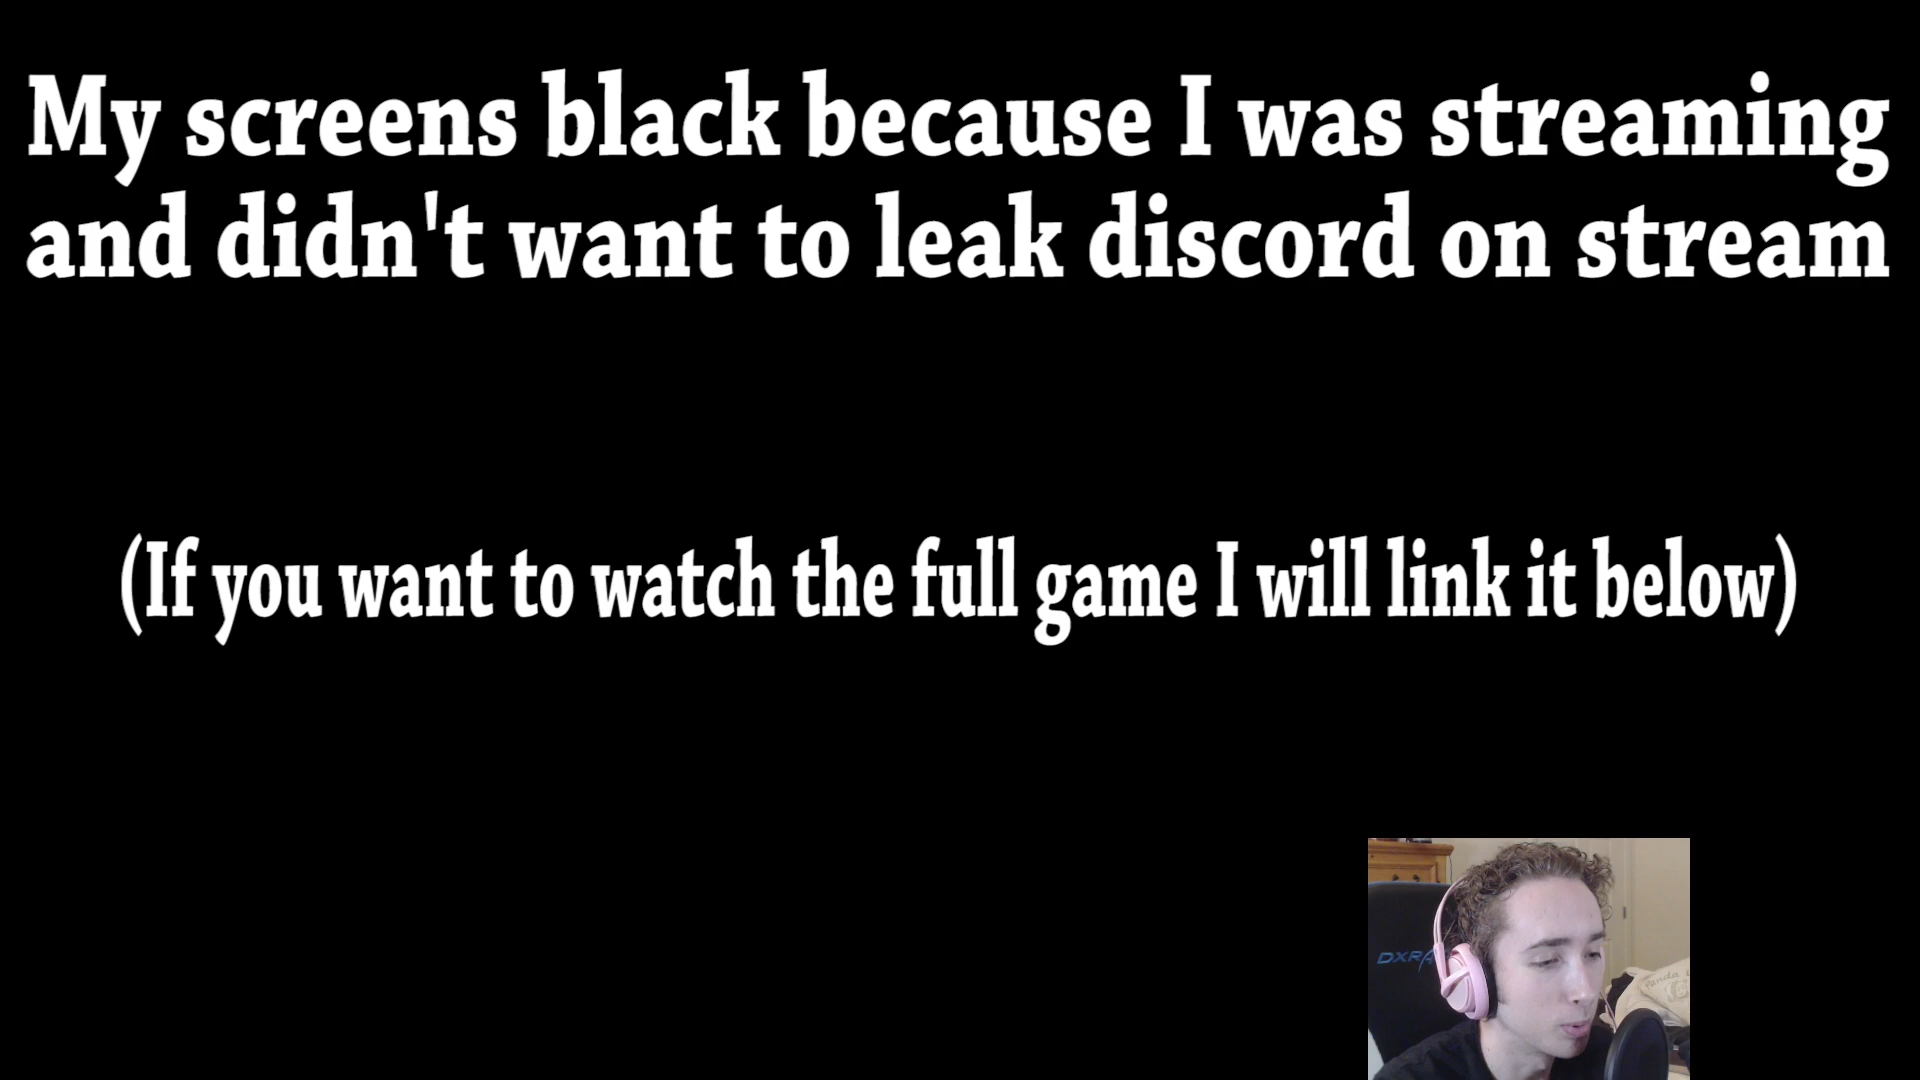 My screens black because I was streaming
and didn't want to leak discord on stream
(If you want to watch the full game I will link it below)
Panda